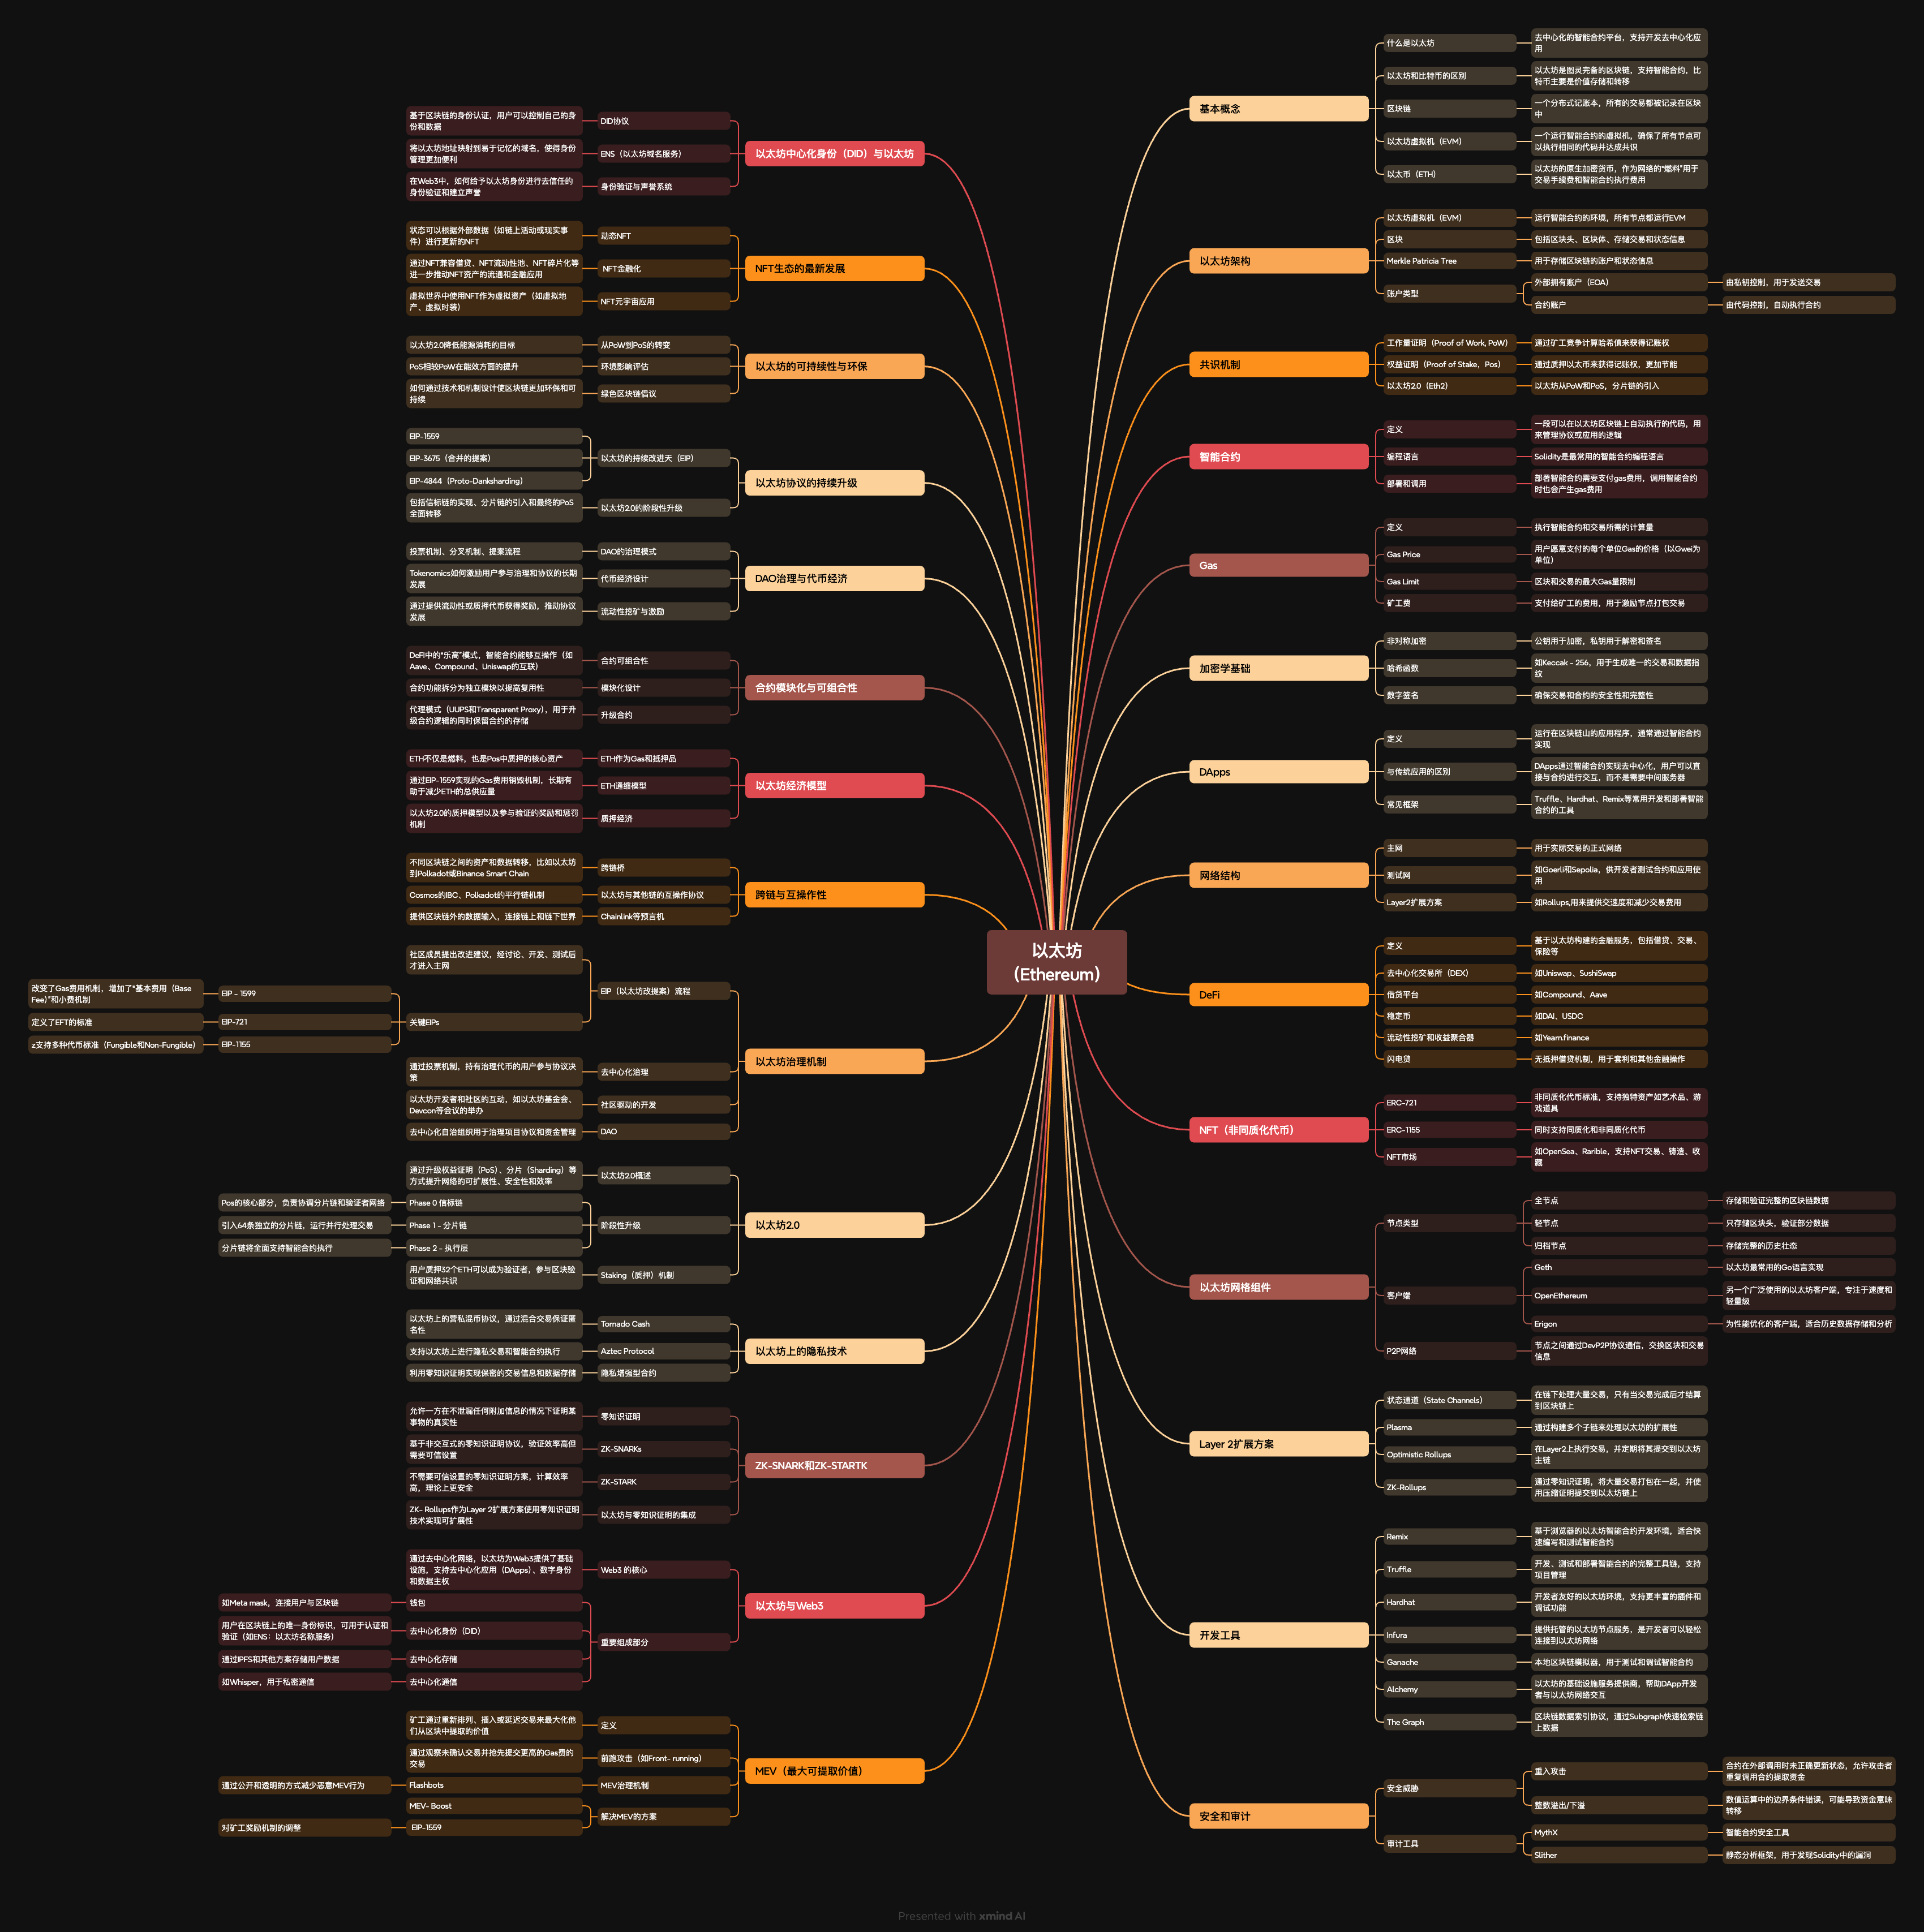 以太坊
(Ethereum)
基本概念
什么是以太坊
去中心化的智能合约平台，支持开发去中心化应
用
以太坊和比特币的区别
以太坊是图灵完备的区块链，支持智能合约，比
特币主要是价值存储和转移
区块链
一个分布式记账本，所有的交易都被记录在区块
中
以太坊虚拟机（EVM）
一个运行智能合约的虚拟机，确保了所有节点可
以执行相同的代码并达成共识
以太币（ETH）
以太坊的原生加密货币，作为网络的“燃料”用于
交易手续费和智能合约执行费用
以太坊架构
以太坊虚拟机（EVM）
运行智能合约的环境，所有节点都运行EVM
区块
包括区块头、区块体、存储交易和状态信息
Merkle Patricia Tree
用于存储区块链的账户和状态信息
账户类型
外部拥有账户（EOA）
由私钥控制，用于发送交易
合约账户
由代码控制，自动执行合约
共识机制
工作量证明（Proof of Work, PoW）
通过矿工竞争计算哈希值来获得记账权
权益证明（Proof of Stake，Pos）
通过质押以太币来获得记账权，更加节能
以太坊2.0（Eth2）
以太坊从PoW和PoS，分片链的引入
智能合约
定义
一段可以在以太坊区块链上自动执行的代码，用
来管理协议或应用的逻辑
编程语言
Solidity是最常用的智能合约编程语言
部署和调用
部署智能合约需要支付gas费用，调用智能合约
时也会产生gas费用
Gas
定义
执行智能合约和交易所需的计算量
Gas Price
用户愿意支付的每个单位Gas的价格（以Gwei为
单位）
Gas Limit
区块和交易的最大Gas量限制
矿工费
支付给矿工的费用，用于激励节点打包交易
加密学基础
非对称加密
公钥用于加密，私钥用于解密和签名
哈希函数
如Keccak - 256，用于生成唯一的交易和数据指
纹
数字签名
确保交易和合约的安全性和完整性
DApps
定义
运行在区块链山的应用程序，通常通过智能合约
实现
与传统应用的区别
DApps通过智能合约实现去中心化，用户可以直
接与合约进行交互，而不是需要中间服务器
常见框架
Truffle、Hardhat、Remix等常用开发和部署智能
合约的工具
网络结构
主网
用于实际交易的正式网络
测试网
如Goerli和Sepolia，供开发者测试合约和应用使
用
Layer2扩展方案
如Rollups,用来提供交速度和减少交易费用
DeFi
定义
基于以太坊构建的金融服务，包括借贷、交易、
保险等
去中心化交易所（DEX）
如Uniswap、SushiSwap
借贷平台
如Compound、Aave
稳定币
如DAI、USDC
流动性挖矿和收益聚合器
如Yearn.finance
闪电贷
无抵押借贷机制，用于套利和其他金融操作
NFT（非同质化代币）
ERC-721
非同质化代币标准，支持独特资产如艺术品、游
戏道具
ERC-1155
同时支持同质化和非同质化代币
NFT市场
如OpenSea、Rarible，支持NFT交易、铸造、收
藏
以太坊网格组件
节点类型
全节点
存储和验证完整的区块链数据
轻节点
只存储区块头，验证部分数据
归档节点
存储完整的历史壮态
客户端
Geth
以太坊最常用的Go语言实现
OpenEthereum
另一个广泛使用的以太坊客户端，专注于速度和
轻量级
Erigon
为性能优化的客户端，适合历史数据存储和分析
P2P网络
节点之间通过DevP2P协议通信，交换区块和交易
信息
Layer 2扩展方案
状态通道（State Channels）
在链下处理大量交易，只有当交易完成后才结算
到区块链上
Plasma
通过构建多个子链来处理以太坊的扩展性
Optimistic Rollups
在Layer2上执行交易，并定期将其提交到以太坊
主链
ZK-Rollups
通过零知识证明，将大量交易打包在一起，并使
用压缩证明提交到以太坊链上
开发工具
Remix
基于浏览器的以太坊智能合约开发环境，适合快
速编写和测试智能合约
Truffle
开发、测试和部署智能合约的完整工具链，支持
项目管理
Hardhat
开发者友好的以太坊环境，支持更丰富的插件和
调试功能
Infura
提供托管的以太坊节点服务，是开发者可以轻松
连接到以太坊网络
Ganache
本地区块链模拟器，用于测试和调试智能合约
Alchemy
以太坊的基础设施服务提供商，帮助DApp开发
者与以太坊网络交互
The Graph
区块链数据索引协议，通过Subgraph快速检索链
上数据
安全和审计
安全威胁
重入攻击
合约在外部调用时未正确更新状态，允许攻击者
重复调用合约提取资金
整数溢出/下溢
数值运算中的边界条件错误，可能导致资金意味
转移
审计工具
MythX
智能合约安全工具
Slither
静态分析框架，用于发现Solidity中的漏洞
以太坊中心化身份（DID）与以太坊
DID协议
基于区块链的身份认证，用户可以控制自己的身
份和数据
ENS（以太坊域名服务）
将以太坊地址映射到易于记忆的域名，使得身份
管理更加便利
身份验证与声誉系统
在Web3中，如何给予以太坊身份进行去信任的
身份验证和建立声誉
NFT生态的最新发展
动态NFT
状态可以根据外部数据（如链上活动或现实事
件）进行更新的NFT
NFT金融化
通过NFT兼容借贷、NFT流动性池、NFT碎片化等
进一步推动NFT资产的流通和金融应用
NFT元宇宙应用
虚拟世界中使用NFT作为虚拟资产（如虚拟地
产、虚拟时装）
以太坊的可持续性与环保
从PoW到PoS的转变
以太坊2.0降低能源消耗的目标
环境影响评估
PoS相较PoW在能效方面的提升
绿色区块链倡议
如何通过技术和机制设计使区块链更加环保和可
持续
以太坊协议的持续升级
以太坊的持续改进天（EIP）
EIP-1559
EIP-3675（合并的提案）
EIP-4844（Proto-Danksharding）
以太坊2.0的阶段性升级
包括信标链的实现、分片链的引入和最终的PoS
全面转移
DAO治理与代币经济
DAO的治理模式
投票机制、分叉机制、提案流程
代币经济设计
Tokenomics如何激励用户参与治理和协议的长期
发展
流动性挖矿与激励
通过提供流动性或质押代币获得奖励，推动协议
发展
合约模块化与可组合性
合约可组合性
DeFi中的“乐高”模式，智能合约能够互操作（如
Aave、Compound、Uniswap的互联）
模块化设计
合约功能拆分为独立模块以提高复用性
升级合约
代理模式（UUPS和Transparent Proxy），用于升
级合约逻辑的同时保留合约的存储
以太坊经济模型
ETH作为Gas和抵押品
ETH不仅是燃料，也是Pos中质押的核心资产
ETH通缩模型
通过EIP-1559实现的Gas费用销毁机制，长期有
助于减少ETH的总供应量
质押经济
以太坊2.0的质押模型以及参与验证的奖励和惩罚
机制
跨链与互操作性
跨链桥
不同区块链之间的资产和数据转移，比如以太坊
到Polkadot或Binance Smart Chain
以太坊与其他链的互操作协议
Cosmos的IBC、Polkadot的平行链机制
Chainlink等预言机
提供区块链外的数据输入，连接链上和链下世界
以太坊治理机制
EIP（以太坊改提案）流程
社区成员提出改进建议，经讨论、开发、测试后
才进入主网
关键EIPs
EIP - 1599
改变了Gas费用机制，增加了“基本费用（Base
Fee）”和小费机制
EIP-721
定义了EFT的标准
EIP-1155
z支持多种代币标准（Fungible和Non-Fungible）
去中心化治理
通过投票机制，持有治理代币的用户参与协议决
策
社区驱动的开发
以太坊开发者和社区的互动，如以太坊基金会、
Devcon等会议的举办
DAO
去中心化自治组织用于治理项目协议和资金管理
以太坊2.0
以太坊2.0概述
通过升级权益证明（PoS）、分片（Sharding）等
方式提升网络的可扩展性、安全性和效率
阶段性升级
Phase 0 信标链
Pos的核心部分，负责协调分片链和验证者网络
Phase 1 - 分片链
引入64条独立的分片链，运行并行处理交易
Phase 2 - 执行层
分片链将全面支持智能合约执行
Staking（质押）机制
用户质押32个ETH可以成为验证者，参与区块验
证和网络共识
以太坊上的隐私技术
Tornado Cash
以太坊上的营私混币协议，通过混合交易保证匿
名性
Aztec Protocol
支持以太坊上进行隐私交易和智能合约执行
隐私增强型合约
利用零知识证明实现保密的交易信息和数据存储
ZK-SNARK和ZK-STARTK
零知识证明
允许一方在不泄漏任何附加信息的情况下证明某
事物的真实性
ZK-SNARKs
基于非交互式的零知识证明协议，验证效率高但
需要可信设置
ZK-STARK
不需要可信设置的零知识证明方案，计算效率
高，理论上更安全
以太坊与零知识证明的集成
ZK- Rollups作为Layer 2扩展方案使用零知识证明
技术实现可扩展性
以太坊与Web3
Web3 的核心
通过去中心化网络，以太坊为Web3提供了基础
设施，支持去中心化应用（DApps）、数字身份
和数据主权
重要组成部分
钱包
如Meta mask，连接用户与区块链
去中心化身份（DID）
用户在区块链上的唯一身份标识，可用于认证和
验证（如ENS：以太坊名称服务）
去中心化存储
通过IPFS和其他方案存储用户数据
去中心化通信
如Whisper，用于私密通信
MEV（最大可提取价值）
定义
矿工通过重新排列、插入或延迟交易来最大化他
们从区块中提取的价值
前跑攻击（如Front- running）
通过观察未确认交易并抢先提交更高的Gas费的
交易
MEV治理机制
Flashbots
通过公开和透明的方式减少恶意MEV行为
解决MEV的方案
MEV- Boost
EIP-1559
对矿工奖励机制的调整
Presented with xmind AI